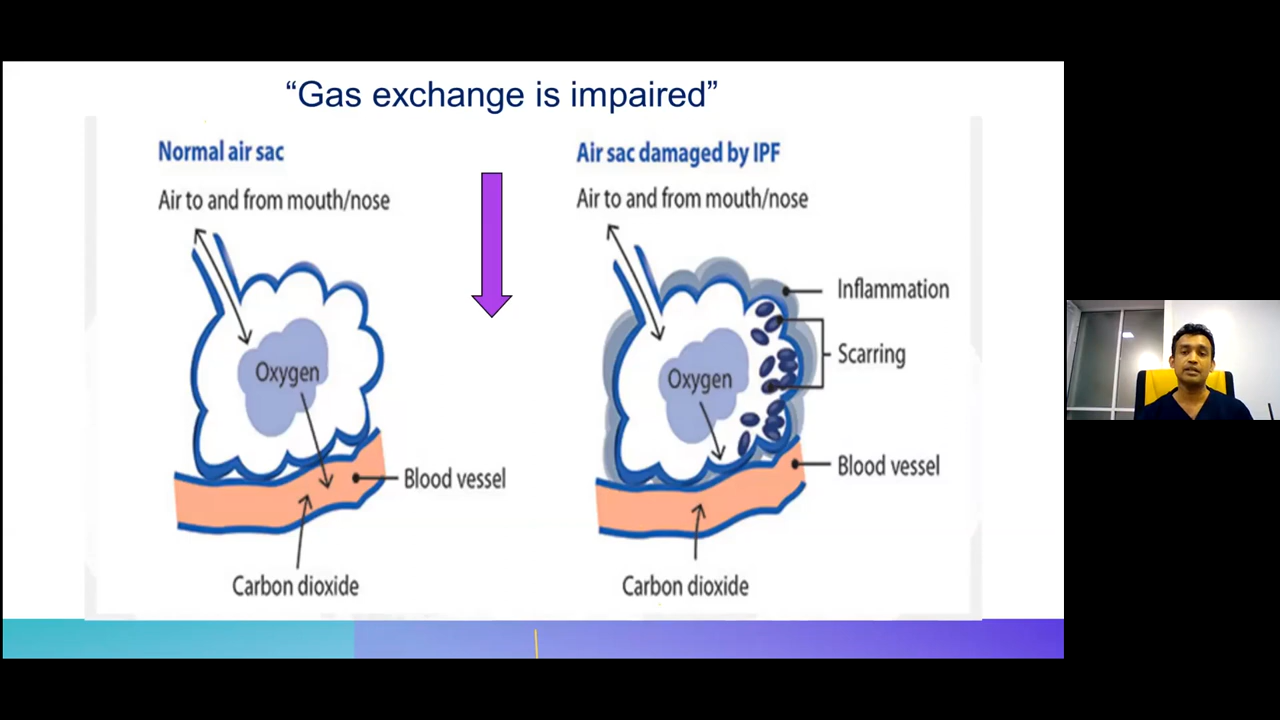 “Gas exchange is impaired”
Normal air sac
Air to and from mouth/nose
Oxygen
Blood vessel
Carbon dioxide
Air sac damaged by IPF
Air to and from mouth/nose
Inflammation
Scarring
Oxygen
Blood vessel
Carbon dioxide